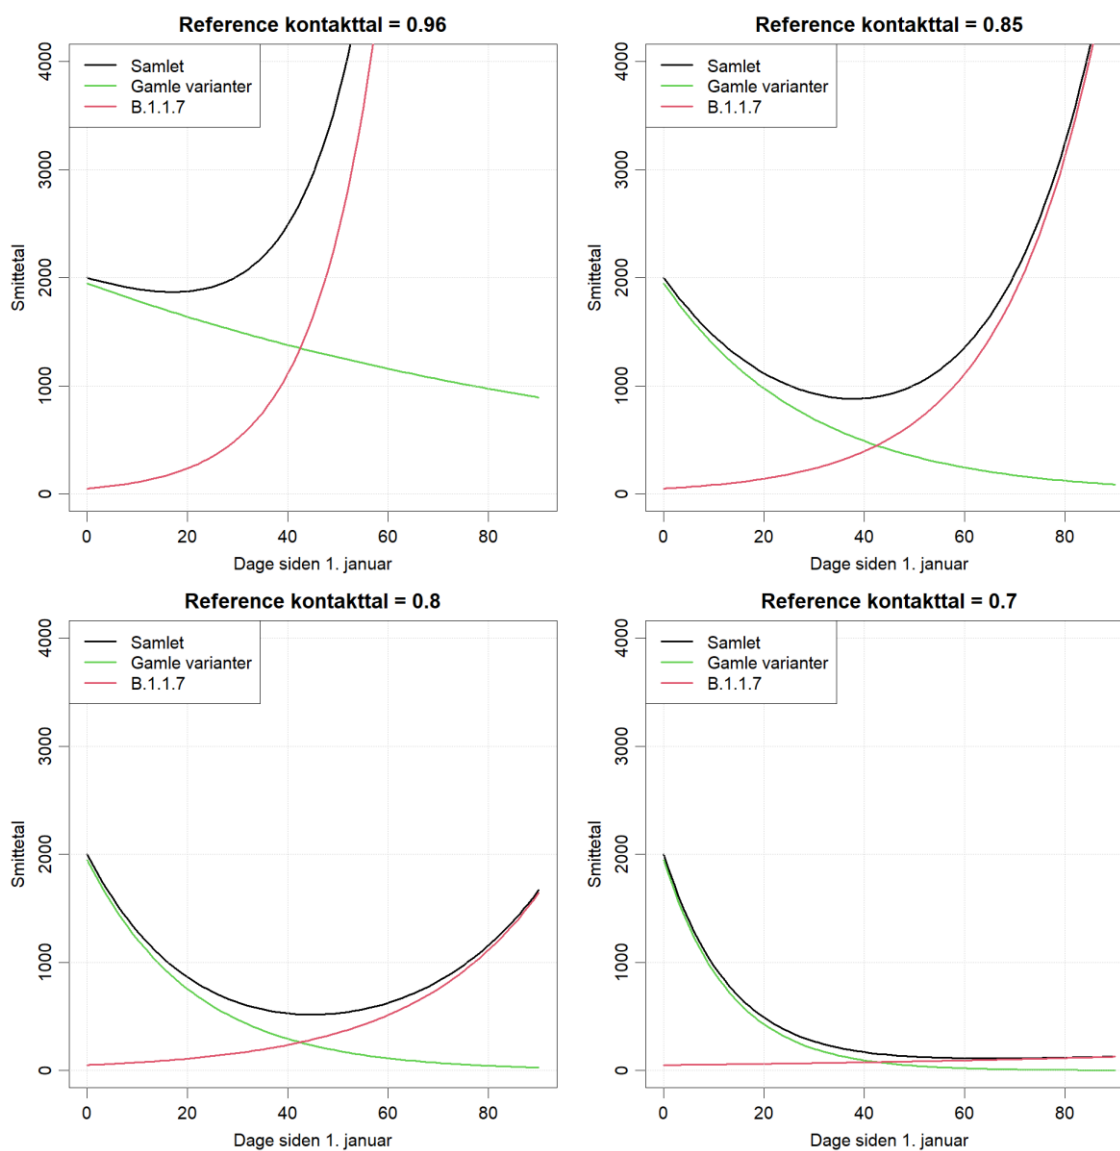 Reference kontakttal = 0.96
Samlet
Gamle varianter
B.1.1.7
Smittetal
4000
3000
2000
1000
0
0 20 40 60 80
Dage siden 1. januar
Reference kontakttal = 0.85
Samlet
Gamle varianter
B.1.1.7
Smittetal
4000
3000
2000
1000
0
0 20 40 60 80
Dage siden 1. januar
Reference kontakttal = 0.8
Samlet
Gamle varianter
B.1.1.7
Smittetal
4000
3000
2000
1000
0
0 20 40 60 80
Dage siden 1. januar
Reference kontakttal = 0.7
Samlet
Gamle varianter
B.1.1.7
Smittetal
4000
3000
2000
1000
0
0 20 40 60 80
Dage siden 1. januar